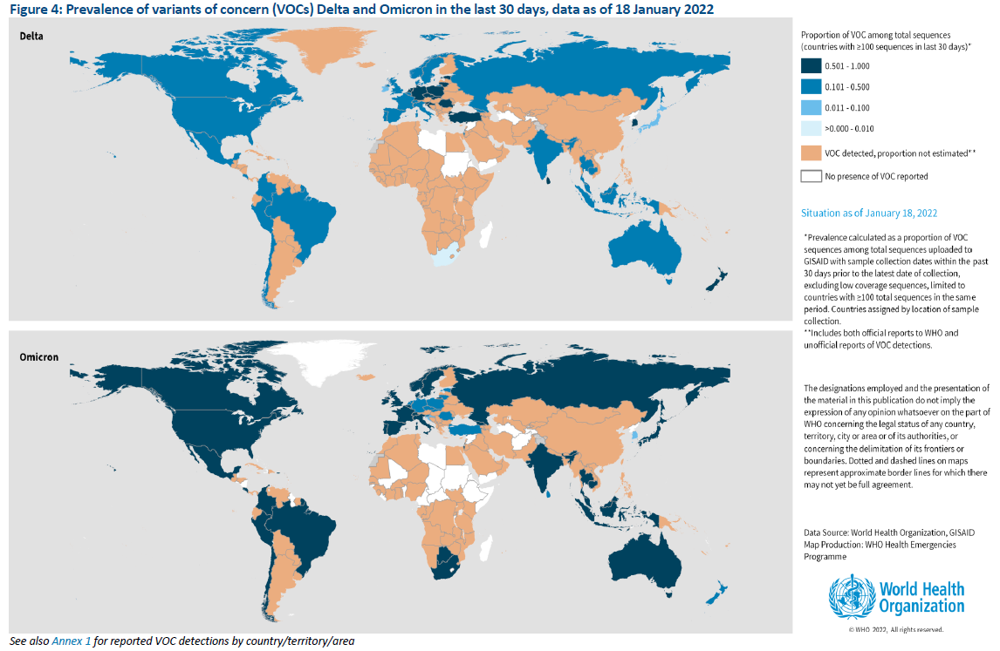 Figure 4: Prevalence of variants of concern (VOCs) Delta and Omicron in the last 30 days, data as of 18 January 2022
Delta
Proportion of VOC among total sequences
(countries with ≥100 sequences in last 30 days)*
0.501 - 1.000
0.101 - 0.500
0.011 - 0.100
>0.000 - 0.010
VOC detected, proportion not estimated**
No presence of VOC reported
Situation as of January 18, 2022
*Prevalence calculated as a proportion of VOC
sequences among total sequences uploaded to
GISAID with sample collection dates within the past
30 days prior to the latest date of collection,
excluding low coverage sequences, limited to
countries with ≥100 total sequences in the same
period. Countries assigned by location of sample
collection.
**Includes both official reports to WHO and
unofficial reports of VOC detections.
Omicron
The designations employed and the presentation of
the material in this publication do not imply the
expression of any opinion whatsoever on the part of
WHO concerning the legal status of any country,
territory, city or area or of its authorities, or
concerning the delimitation of its frontiers or
boundaries. Dotted and dashed lines on maps
represent approximate border lines for which there
may not yet be full agreement.
Data Source: World Health Organization, GISAID
Map Production: WHO Health Emergencies
Programme
World Health
Organization
© WHO 2022, All rights reserved.
See also Annex 1 for reported VOC detections by country/territory/area